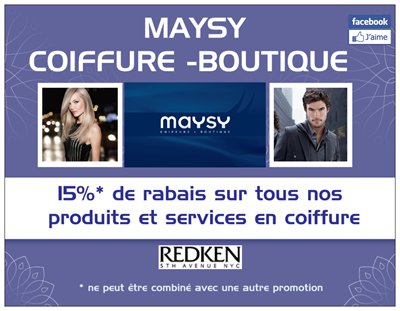 MAYSY
COIFFURE -BOUTIQUE
facebook
J'aime
maysy
COIFFURE • BOUTIQUE
15%* de rabais sur tous nos
produits et services en coiffure
REDKEN
5TH AVENUE NYC
* ne peut être combiné avec une autre promotion